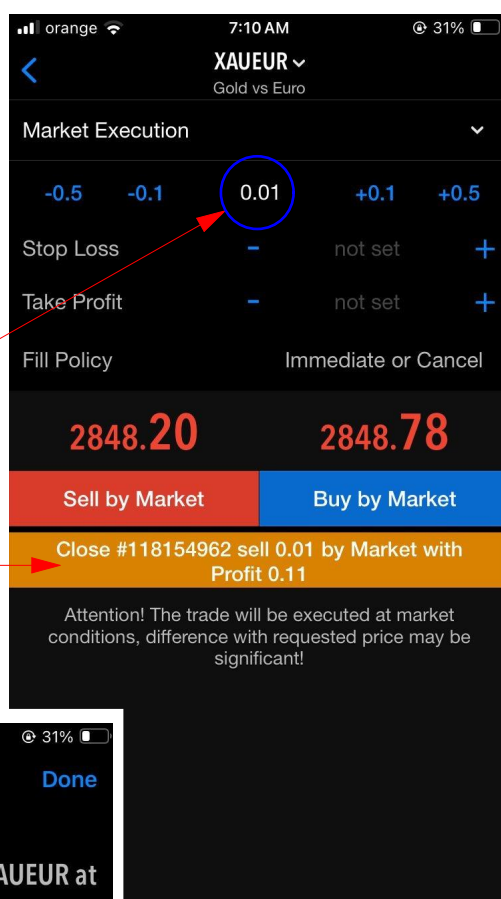 orange 7:10 AM 31%
XAUEUR
Gold vs Euro
Market Execution
-0.5 -0.1 0.01 +0.1 +0.5
Stop Loss - not set +
Take Profit - not set +
Fill Policy Immediate or Cancel
2848.20 2848.78
Sell by Market Buy by Market
Close #118154962 sell 0.01 by Market with
Profit 0.11
Attention! The trade will be executed at market
conditions, difference with requested price may be
significant!
31%
Done
AUEUR at